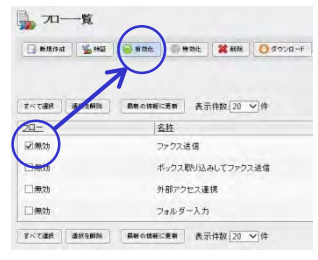 フロー一覧
新規作成 検証 有効化 無効化 削除 ダウンロード
すべて選択 選択を解除 最新の情報に更新 表示件数:20 件
フロー 名称
無効 ファクス送信
無効 ボックス取り込みしてファクス送信
無効 外部アクセス連携
無効 フォルダー入力
すべて選択 選択を解除 最新の情報に更新 表示件数:20 件